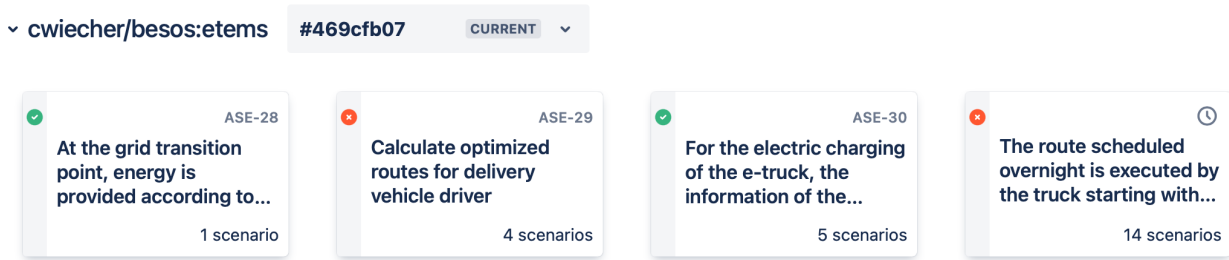 cwiecher/besos:etems #469cfb07 CURRENT
ASE-28
At the grid transition
point, energy is
provided according to...
1 scenario
ASE-29
Calculate optimized
routes for delivery
vehicle driver
4 scenarios
ASE-30
For the electric charging
of the e-truck, the
information of the...
5 scenarios
The route scheduled
overnight is executed by
the truck starting with...
14 scenarios